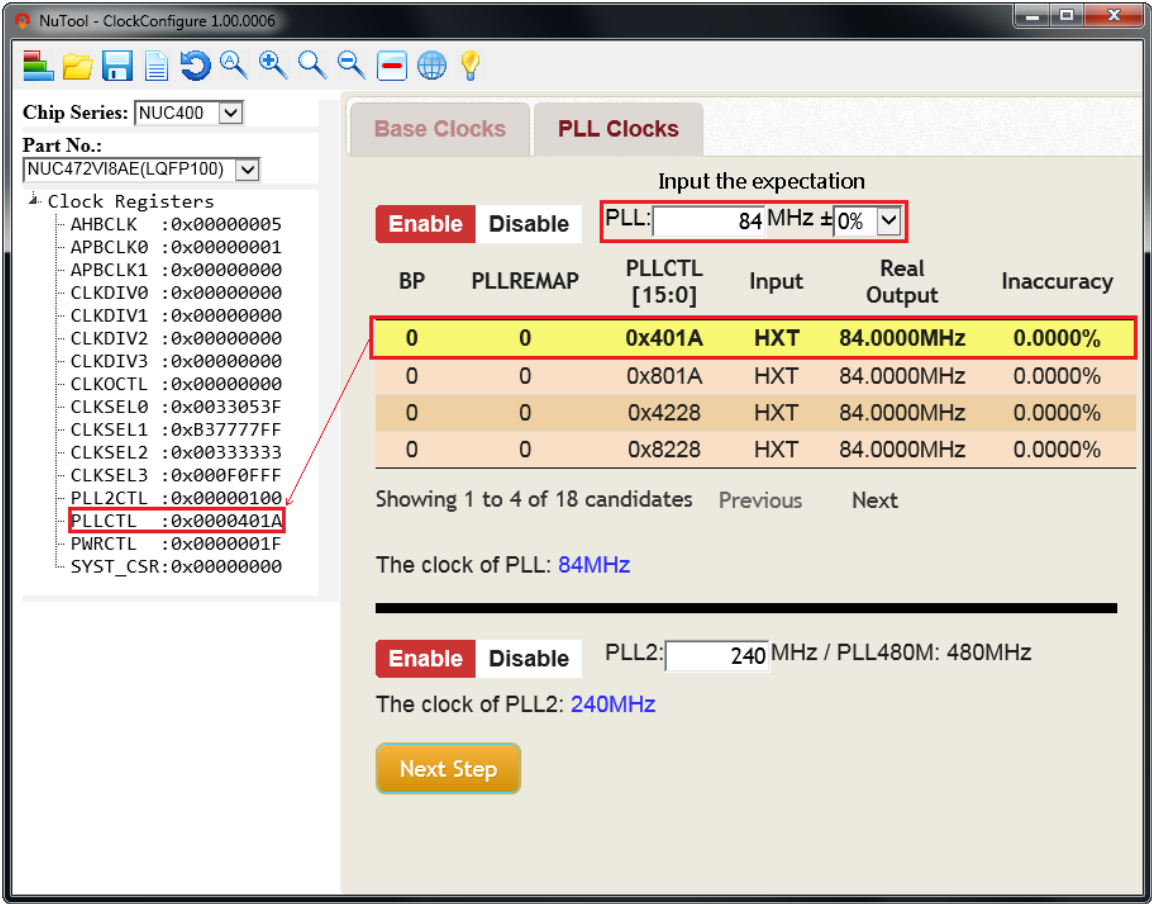 NuTool - ClockConfigure 1.00.0006
Chip Series: NUC400
Part No.:
NUC472VI8AE(LQFP100)
Clock Registers
AHBCLK :0x00000005
APBCLK0 :0x00000001
APBCLK1 :0x00000000
CLKDIV0 :0x00000000
CLKDIV1 :0x00000000
CLKDIV2 :0x00000000
CLKDIV3 :0x00000000
CLKOCTL :0x00000000
CLKSEL0 :0x0033053F
CLKSEL1 :0xB37777FF
CLKSEL2 :0x00333333
CLKSEL3 :0x000F0FFF
PLL2CTL :0x00000100
PLLCTL :0x0000401A
PWRCTL :0x0000001F
SYST_CSR:0x00000000
Base Clocks PLL Clocks
Input the expectation
Enable Disable PLL: 84 MHz ± 0%
BP PLLREMAP PLLCTL [15:0] Input Real Output Inaccuracy
0 0 0x401A HXT 84.0000MHz 0.0000%
0 0 0x801A HXT 84.0000MHz 0.0000%
0 0 0x4228 HXT 84.0000MHz 0.0000%
0 0 0x8228 HXT 84.0000MHz 0.0000%
Showing 1 to 4 of 18 candidates Previous Next
The clock of PLL: 84MHz
Enable Disable PLL2: 240 MHz / PLL480M: 480MHz
The clock of PLL2: 240MHz
Next Step